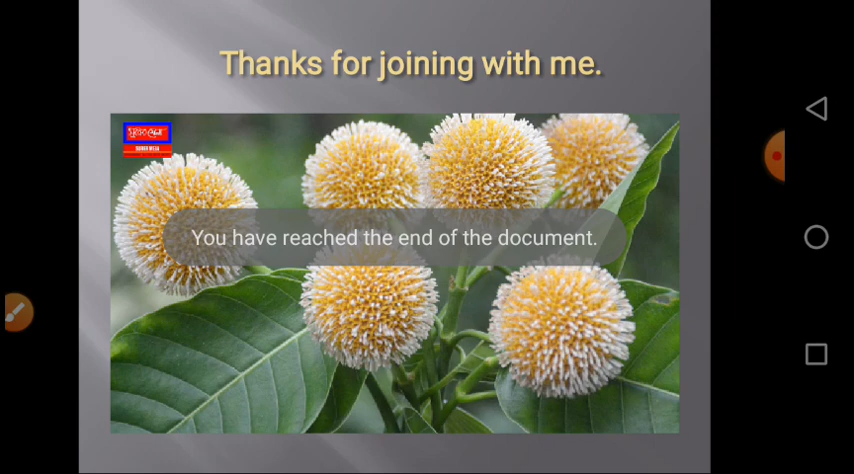 Thanks for joining with me.
You have reached the end of the document.